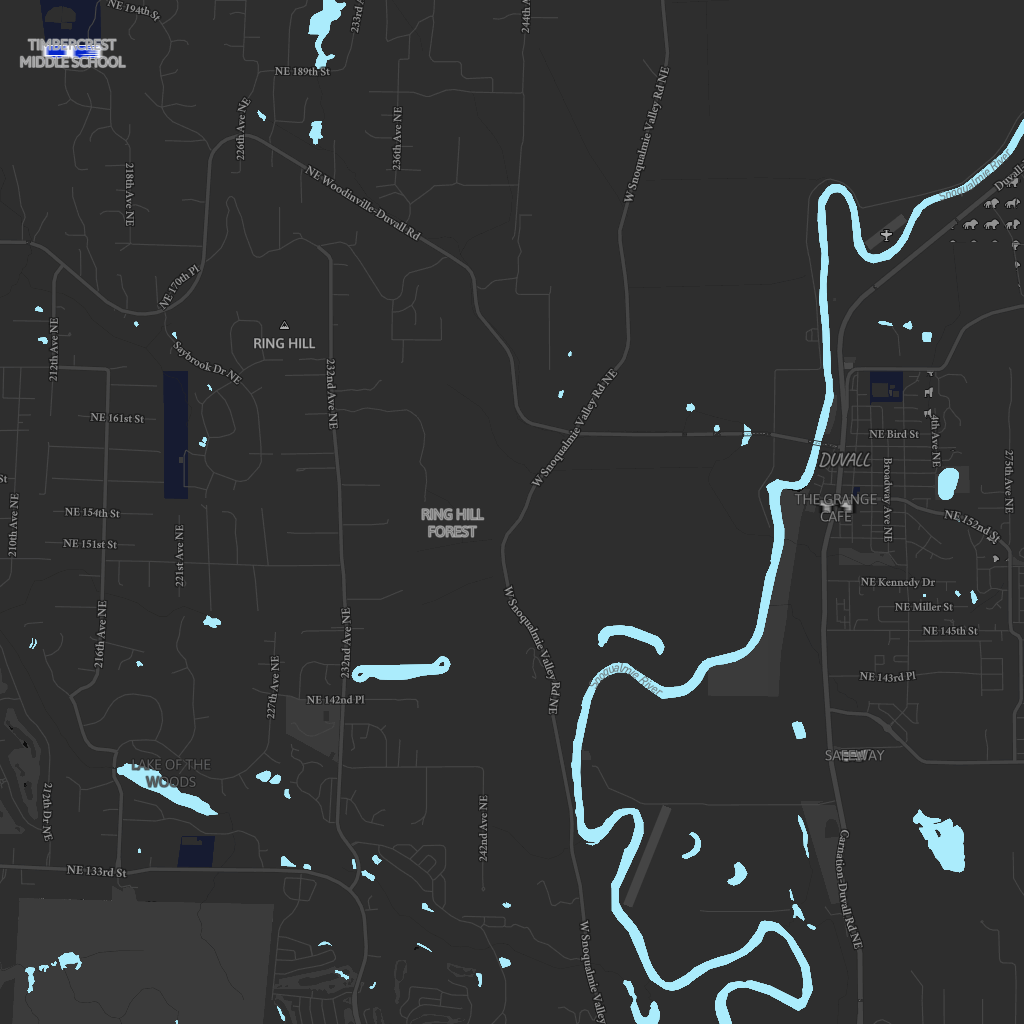 NE 194th St
233rd A
244th A
TIMBERCREST
MIDDLE SCHOOL
NE 189th St
226th Ave NE
236th Ave NE
W Snoqualmie Valley Rd NE
218th Ave NE
NE Woodinville-Duvall Rd
Snoqualmie River
Duvall-
NE 170th Pl
212th Ave NE
RING HILL
Saybrook Dr NE
232nd Ave NE
W Snoqualmie Valley Rd NE
NE 161st St
NE Bird St
4th Ave NE
DUVALL
Broadway Ave NE
275th Ave NE
St
THE GRANGE
CAFE
210th Ave NE
NE 154th St
RING HILL
FOREST
NE 152nd St
NE 151st St
221st Ave NE
NE Kennedy Dr
NE Miller St
216th Ave NE
232nd Ave NE
W Snoqualmie Valley Rd NE
NE 145th St
227th Ave NE
Snoqualmie River
NE 143rd Pl
NE 142nd Pl
SAFEWAY
LAKE OF THE
WOODS
212th Dr NE
242nd Ave NE
Carnation-Duvall Rd NE
NE 133rd St
W Snoqualmie Valley